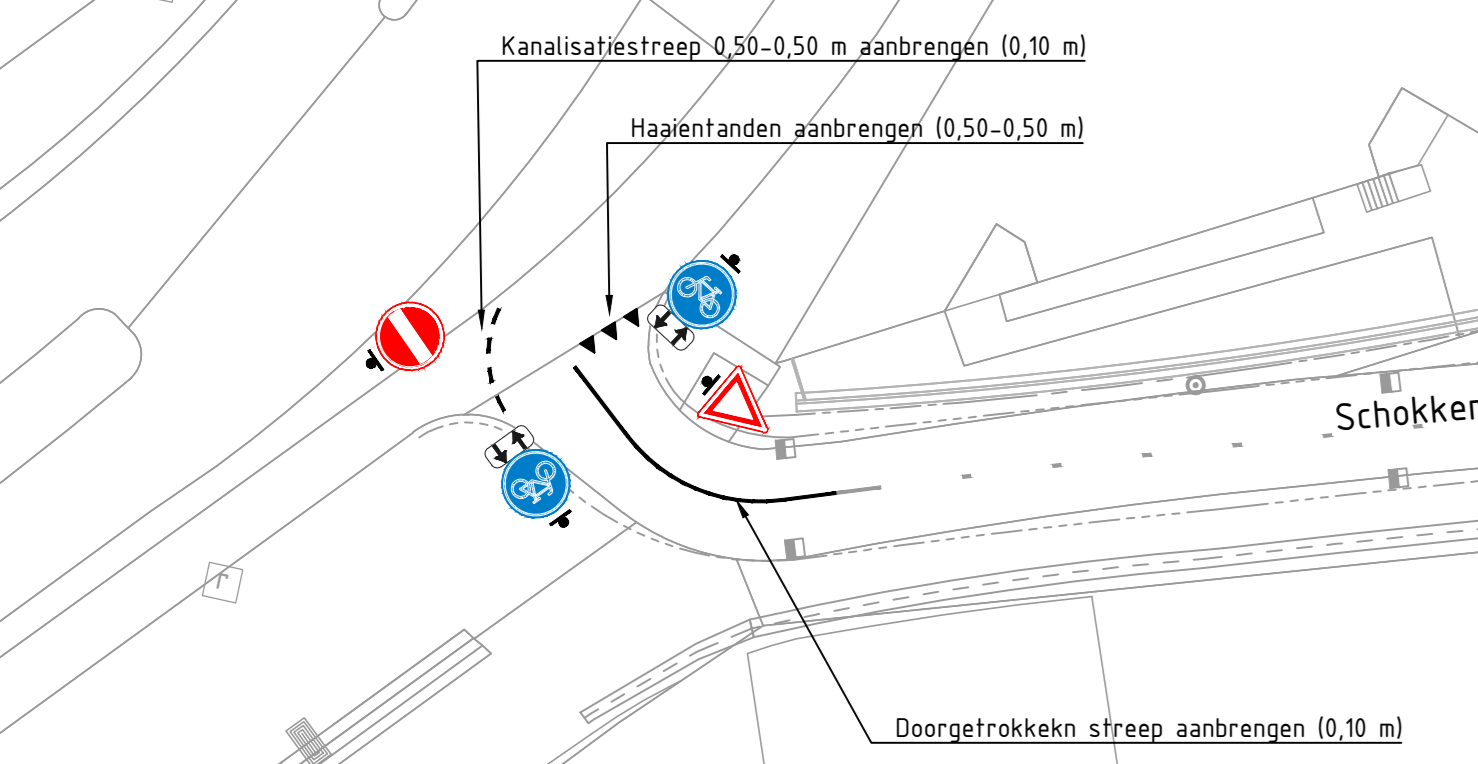 Kanalisatiestreep 0,50-0,50 m aanbrengen (0,10 m)
Haaientanden aanbrengen (0,50-0,50 m)
Schokker
r
Doorgetrokkekn streep aanbrengen (0,10 m)